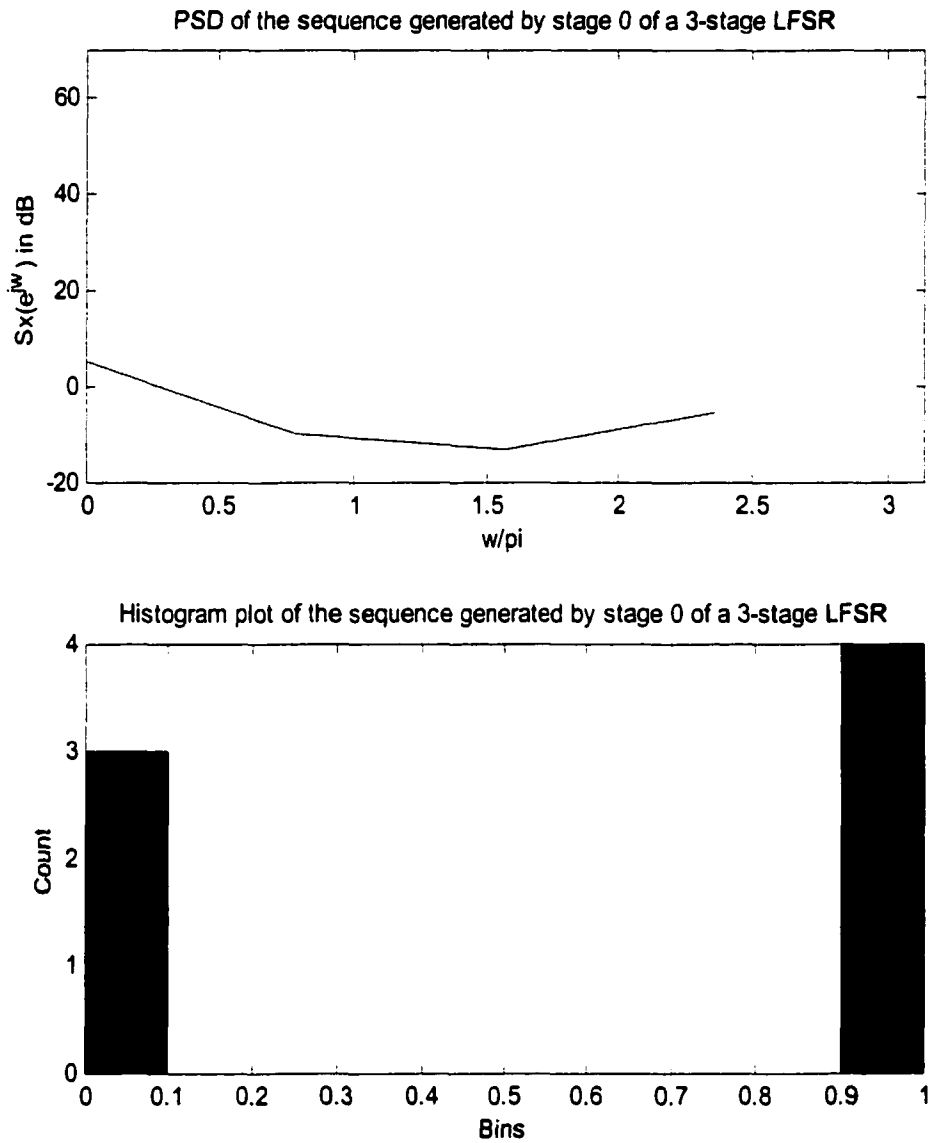 PSD of the sequence generated by stage 0 of a 3-stage LFSR
60
40
20
0
-20
Sx(e^jw) in dB
0 0.5 1 1.5 2 2.5 3
w/pi
Histogram plot of the sequence generated by stage 0 of a 3-stage LFSR
4
3
2
1
0
Count
0 0.1 0.2 0.3 0.4 0.5 0.6 0.7 0.8 0.9 1
Bins